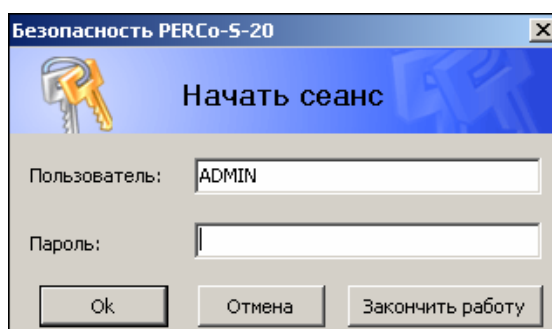 Безопасность PERCo-S-20
Начать сеанс
Пользователь: ADMIN
Пароль:
Ok Отмена Закончить работу